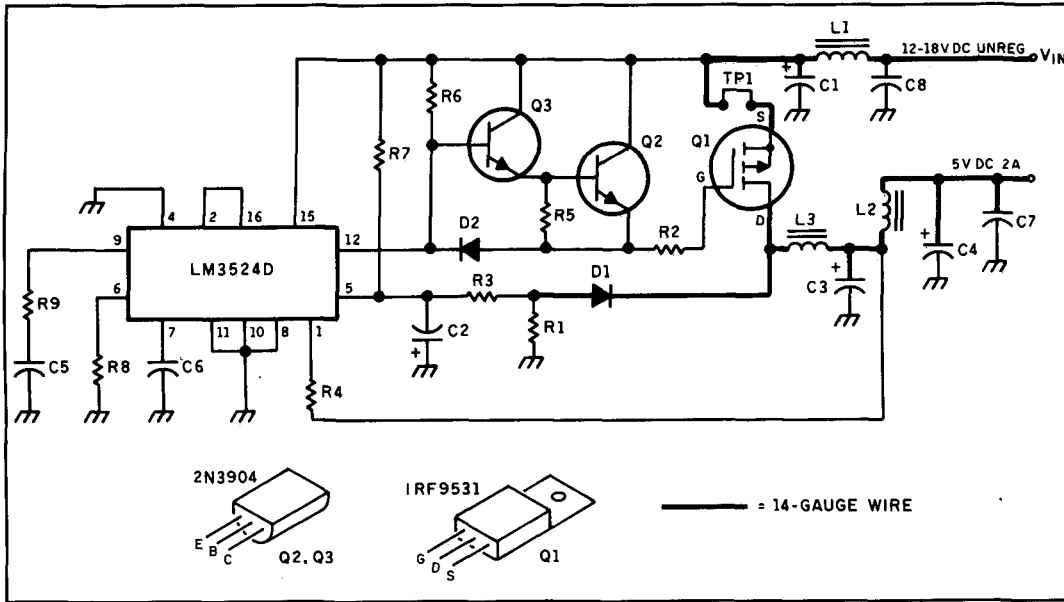 L1
12-18V DC UNREG
VIN
TP1
+
C1
C8
R6
Q3
S
R7
Q2
Q1
G
5V DC 2A
4
2
16
15
R5
D
L2
9
12
D2
R2
L3
+
C4
C7
LM3524D
R3
D1
+
C3
R9
6
5
7
11
10
8
1
C2
+
R1
C5
R8
C6
R4
2N3904
IRF9531
= 14-GAUGE WIRE
E
B
C
Q2, Q3
G
D
S
Q1